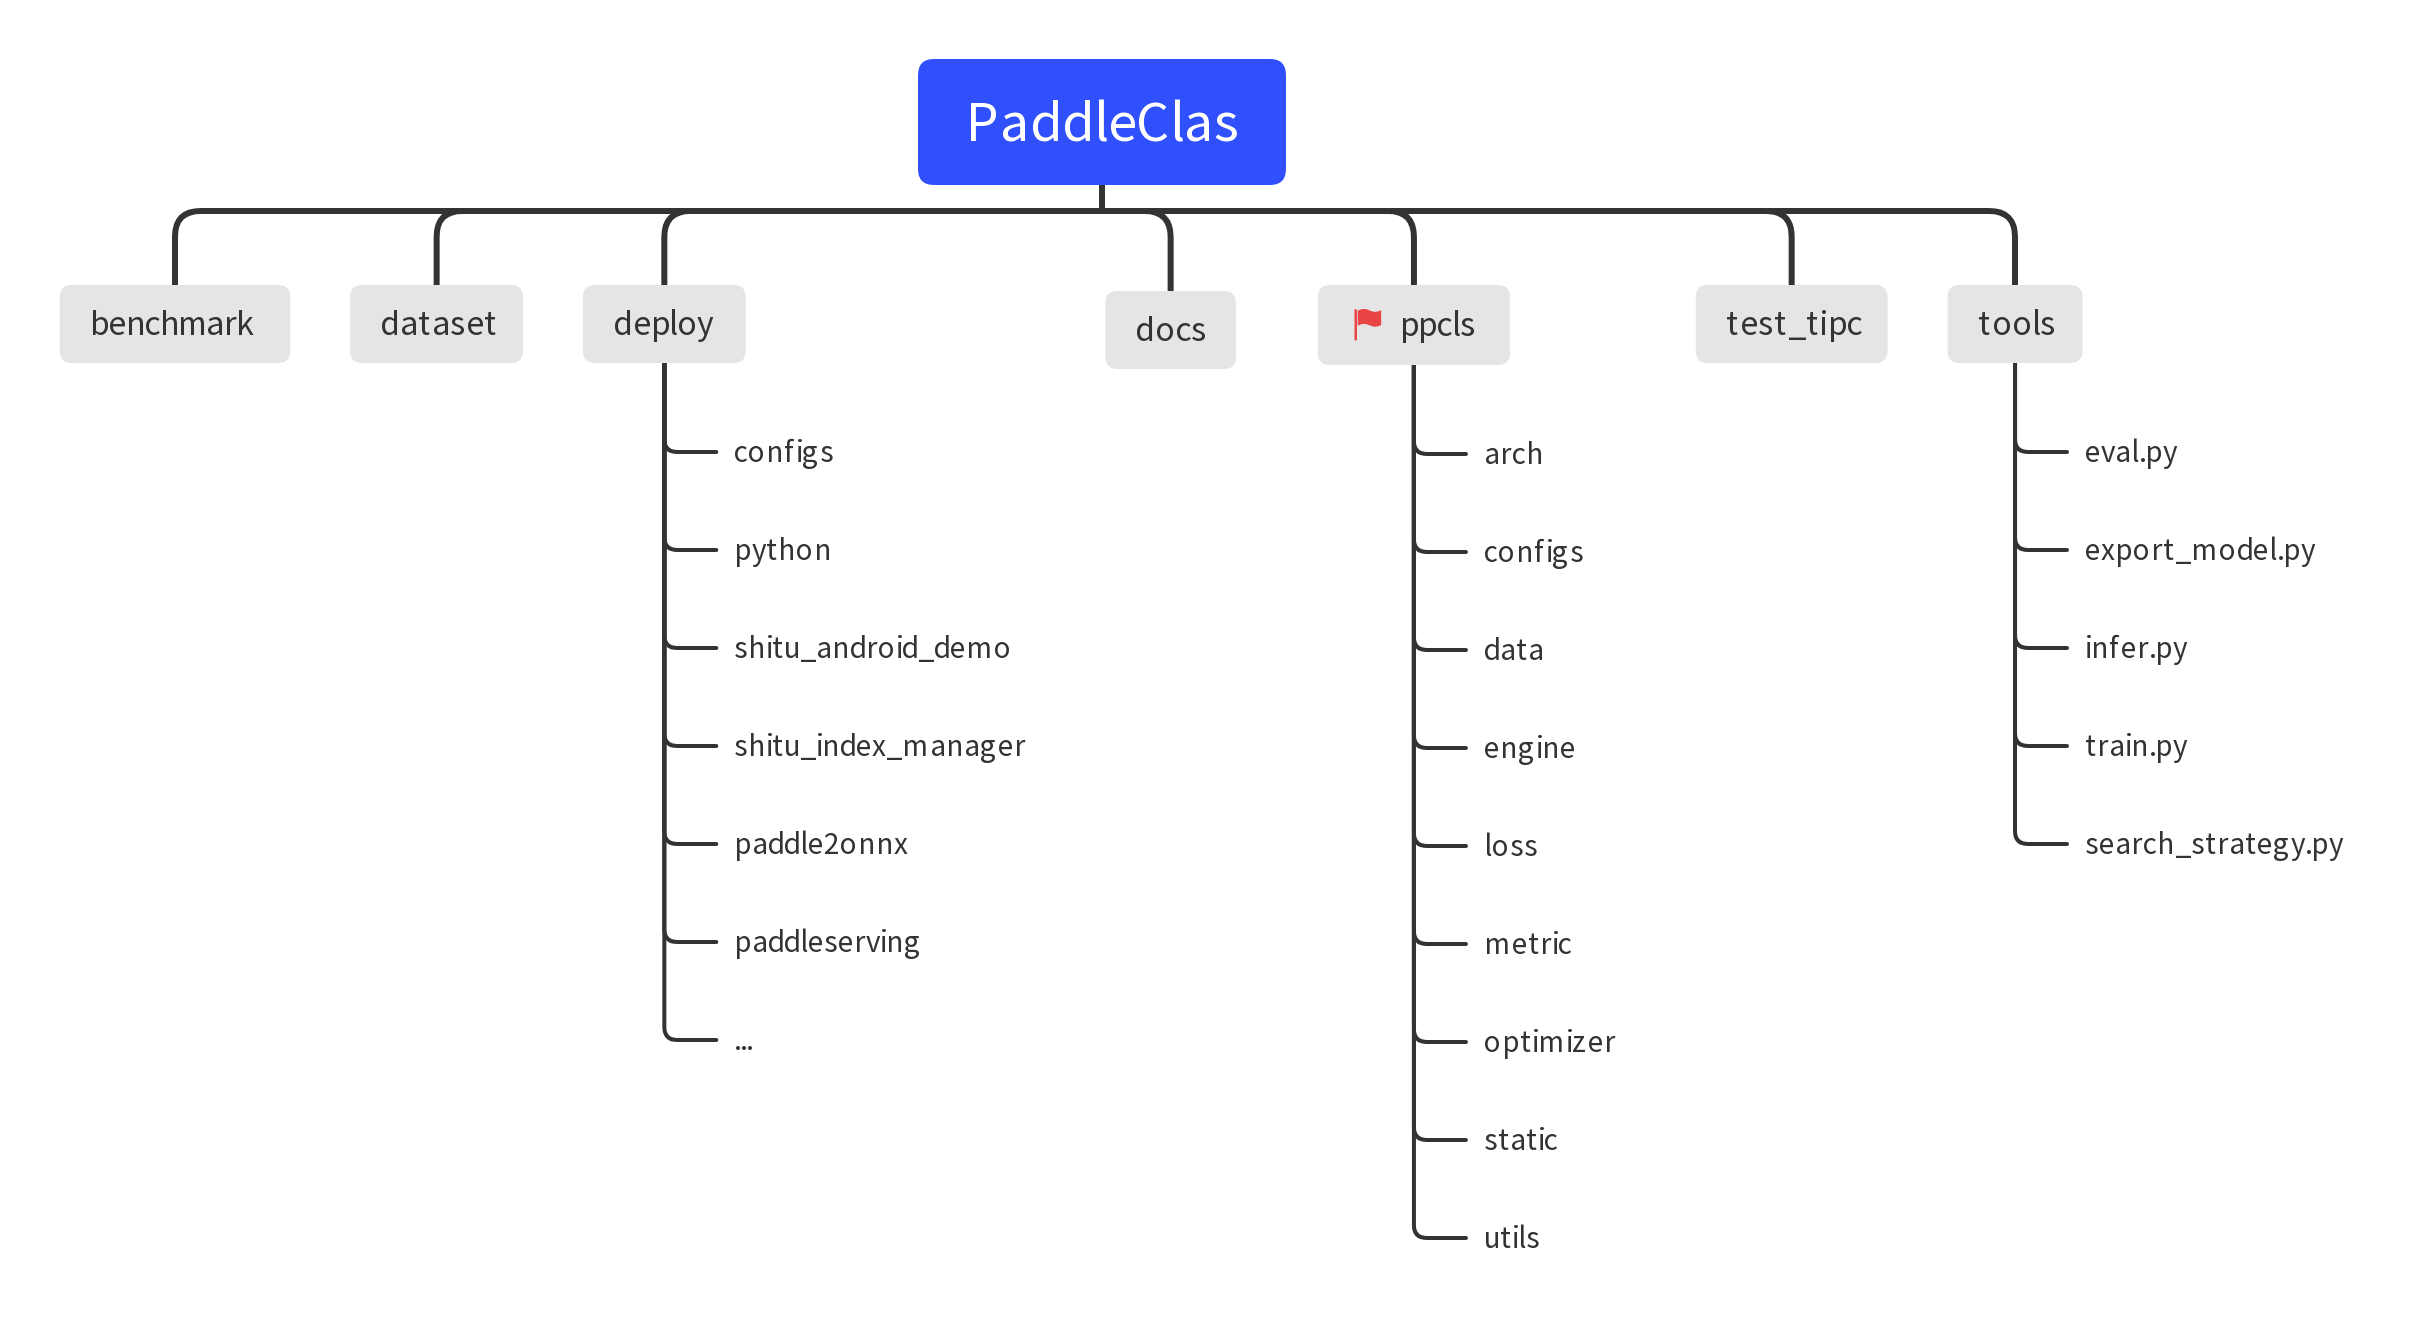 PaddleClas
benchmark
dataset
deploy
docs
ppcls
test_tipc
tools
configs
python
shitu_android_demo
shitu_index_manager
paddle2onnx
paddleserving
...
arch
configs
data
engine
loss
metric
optimizer
static
utils
eval.py
export_model.py
infer.py
train.py
search_strategy.py